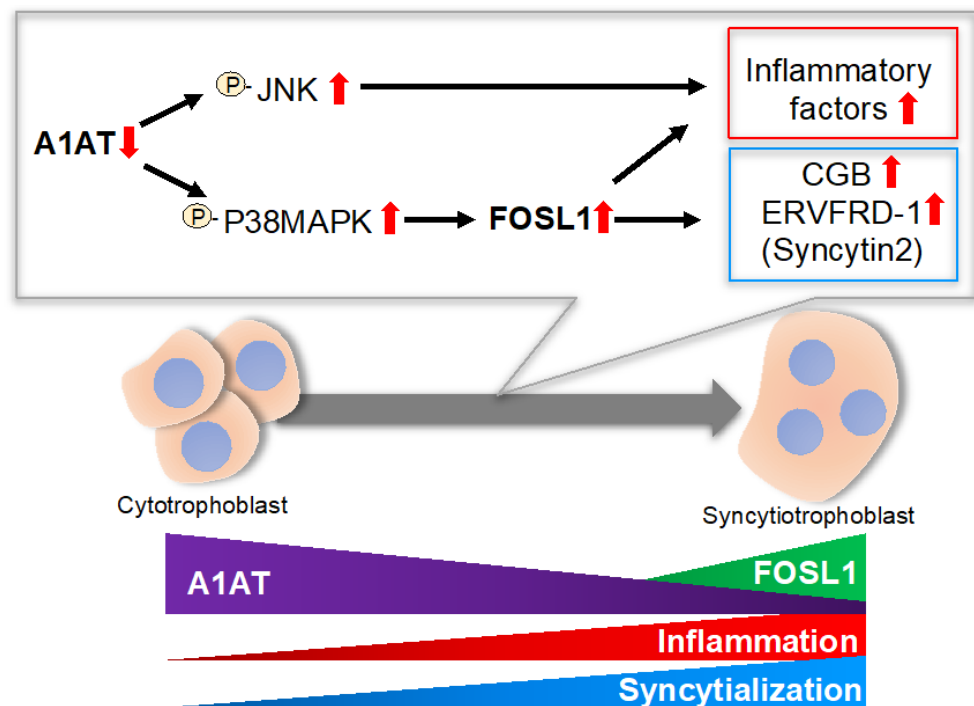 P-JNK
Inflammatory
factors
A1AT
P-P38MAPK
FOSL1
CGB
ERVFRD-1
(Syncytin2)
Cytotrophoblast
Syncytiotrophoblast
A1AT
FOSL1
Inflammation
Syncytialization